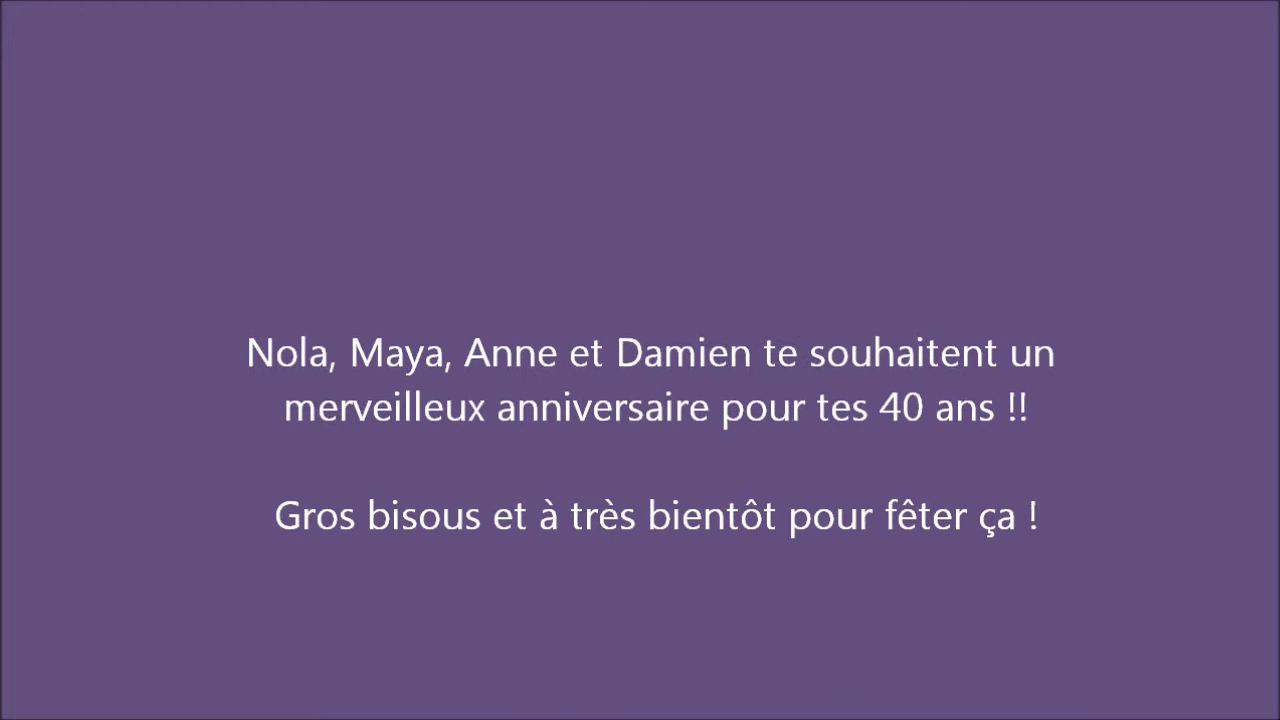 Nola, Maya, Anne et Damien te souhaitent un
merveilleux anniversaire pour tes 40 ans !!
Gros bisous et à très bientôt pour fêter ça !